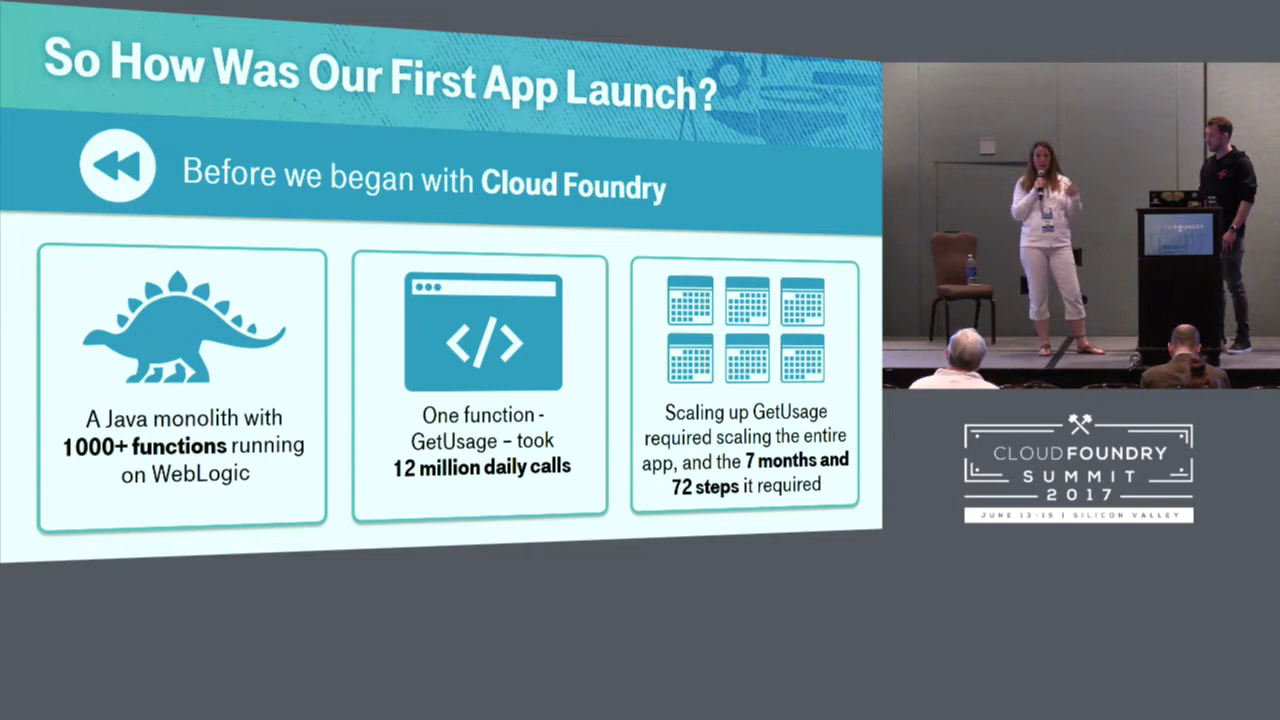 So How Was Our First App Launch?
Before we began with Cloud Foundry
A Java monolith with
1000+ functions running
on WebLogic
One function -
GetUsage – took
12 million daily calls
Scaling up GetUsage
required scaling the entire
app, and the 7 months and
72 steps it required
CLOUD FOUNDRY
SUMMIT
2017
JUNE 13-15 | SILICON VALLEY